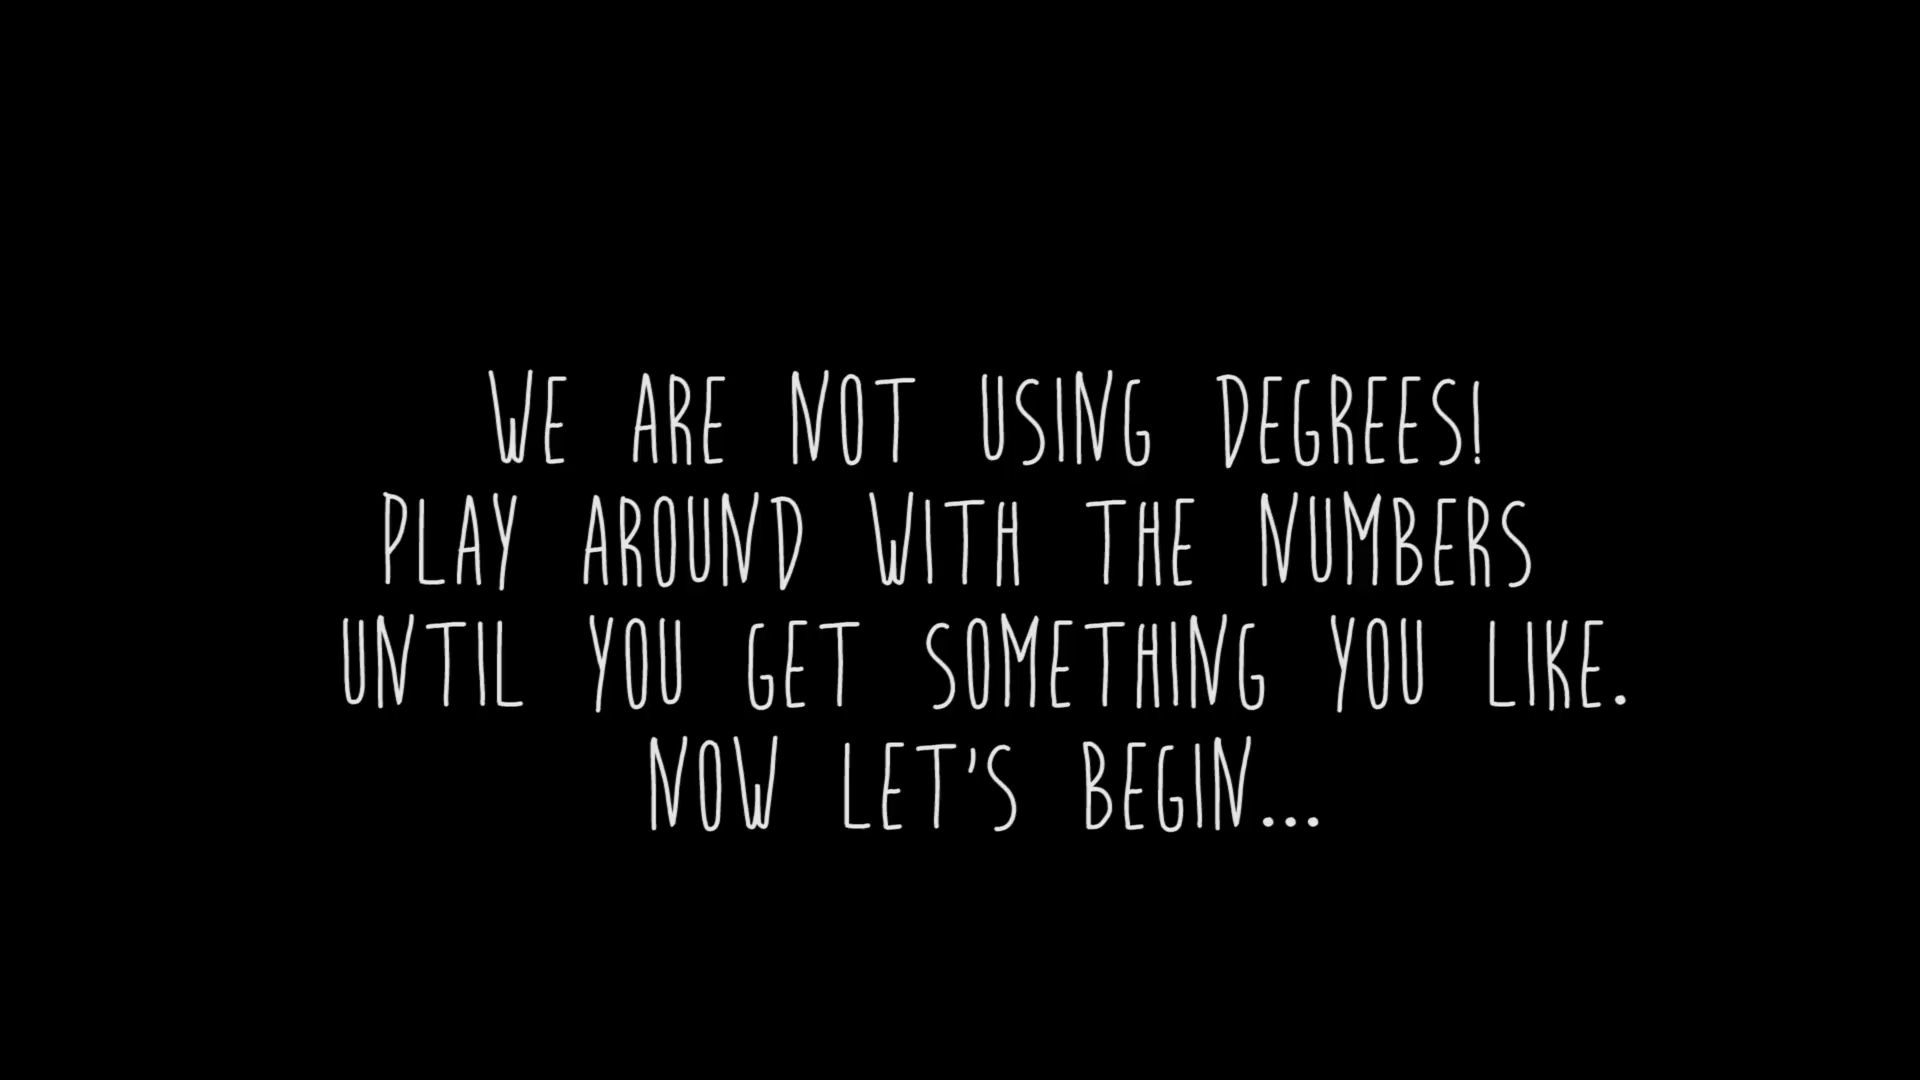 WE ARE NOT USING DEGREES!
PLAY AROUND WITH THE NUMBERS
UNTIL YOU GET SOMETHING YOU LIKE.
NOW LET'S BEGIN...